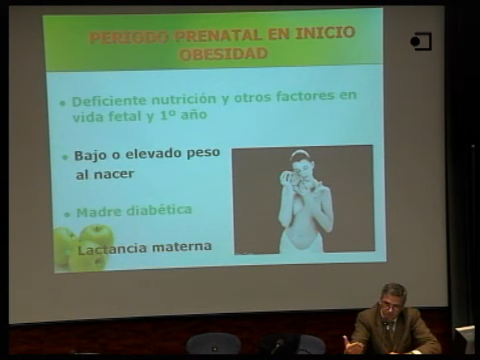 PERIODO PRENATAL EN INICIO
OBESIDAD
• Deficiente nutrición y otros factores en
vida fetal y 1º año
• Bajo o elevado peso
al nacer
• Madre diabética
Lactancia materna